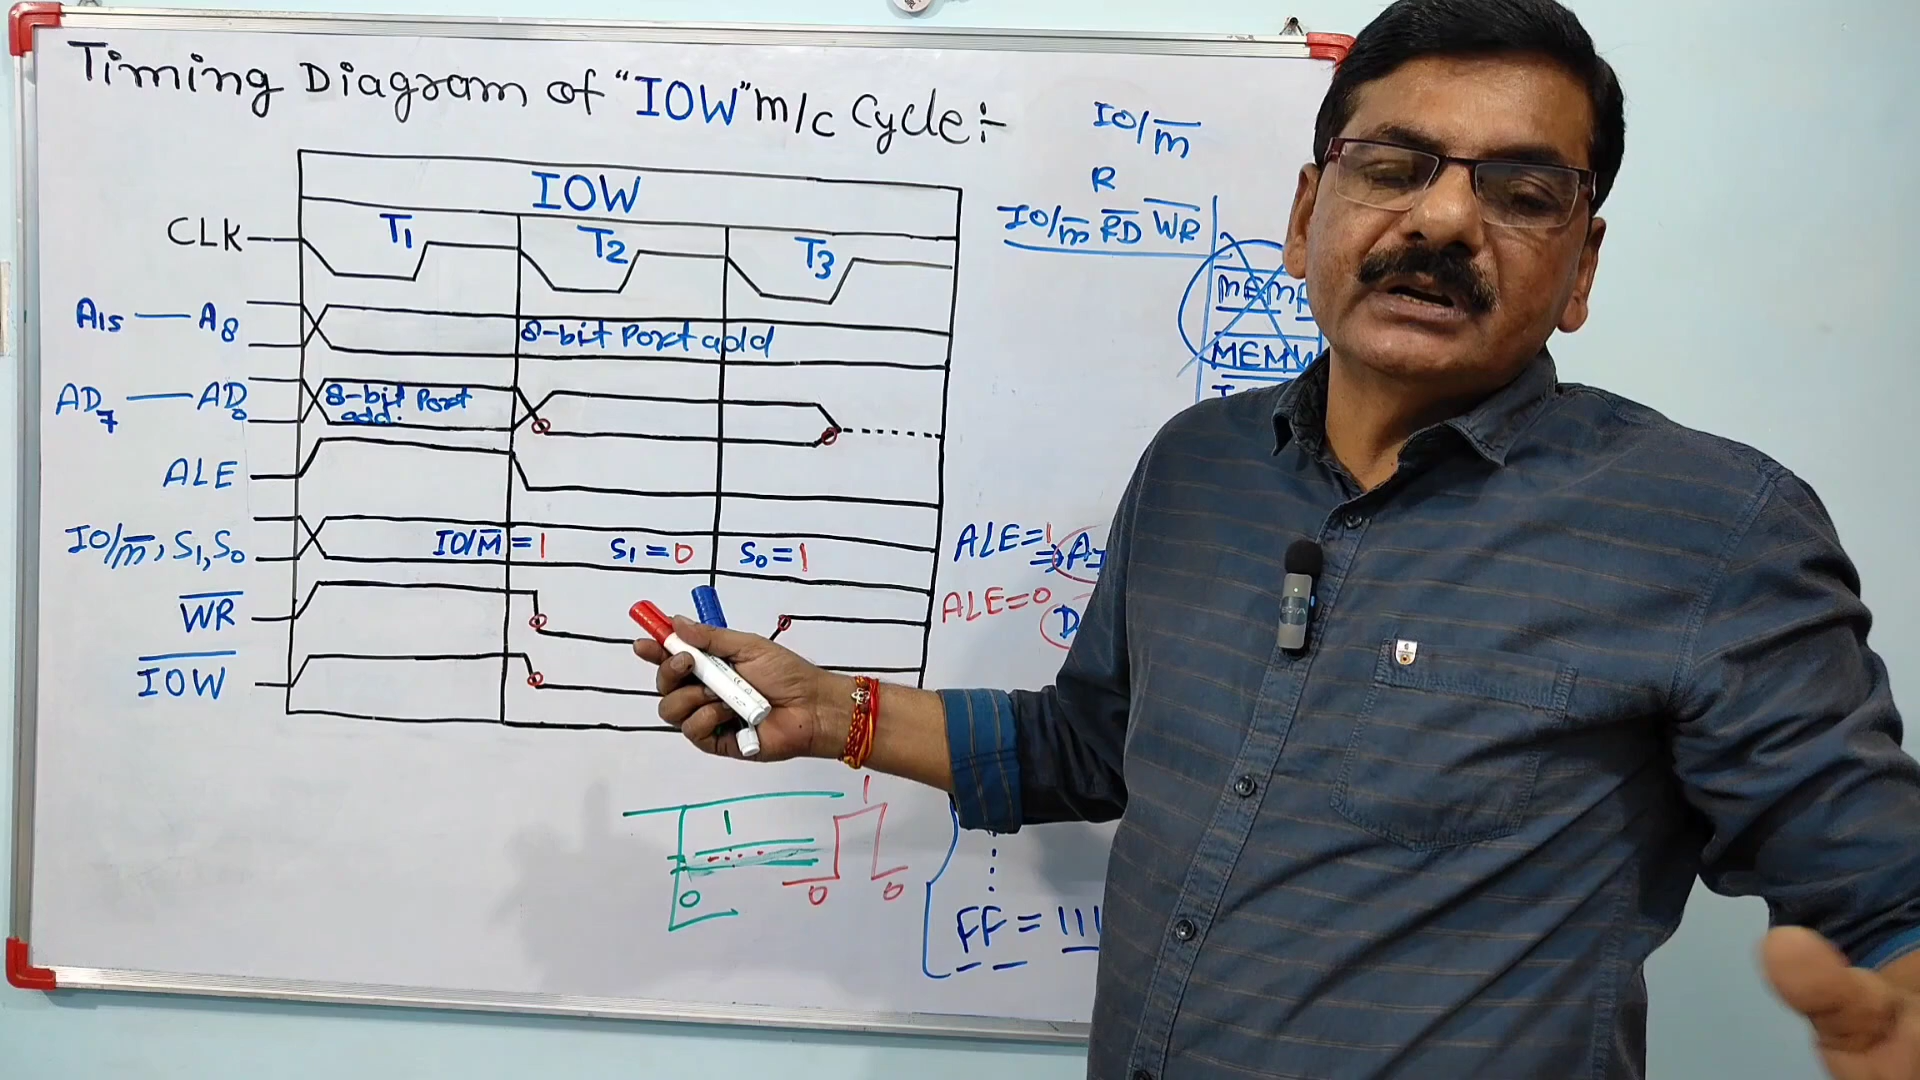 Timing Diagram of "IOW" m/c Cycle:-
IOW
CLK T1 T2 T3
A15 — A8 8-bit Port add
AD7 — AD0 8-bit Port add.
ALE
IO/m̅, S1, S0 IO/M̅ = 1 S1 = 0 S0 = 1
W̅R̅
I̅O̅W̅
IO/m̅
R
IO/m̅ R̅D̅ W̅R̅
ALE=1
ALE=0
1
0
1
0
0
FF =